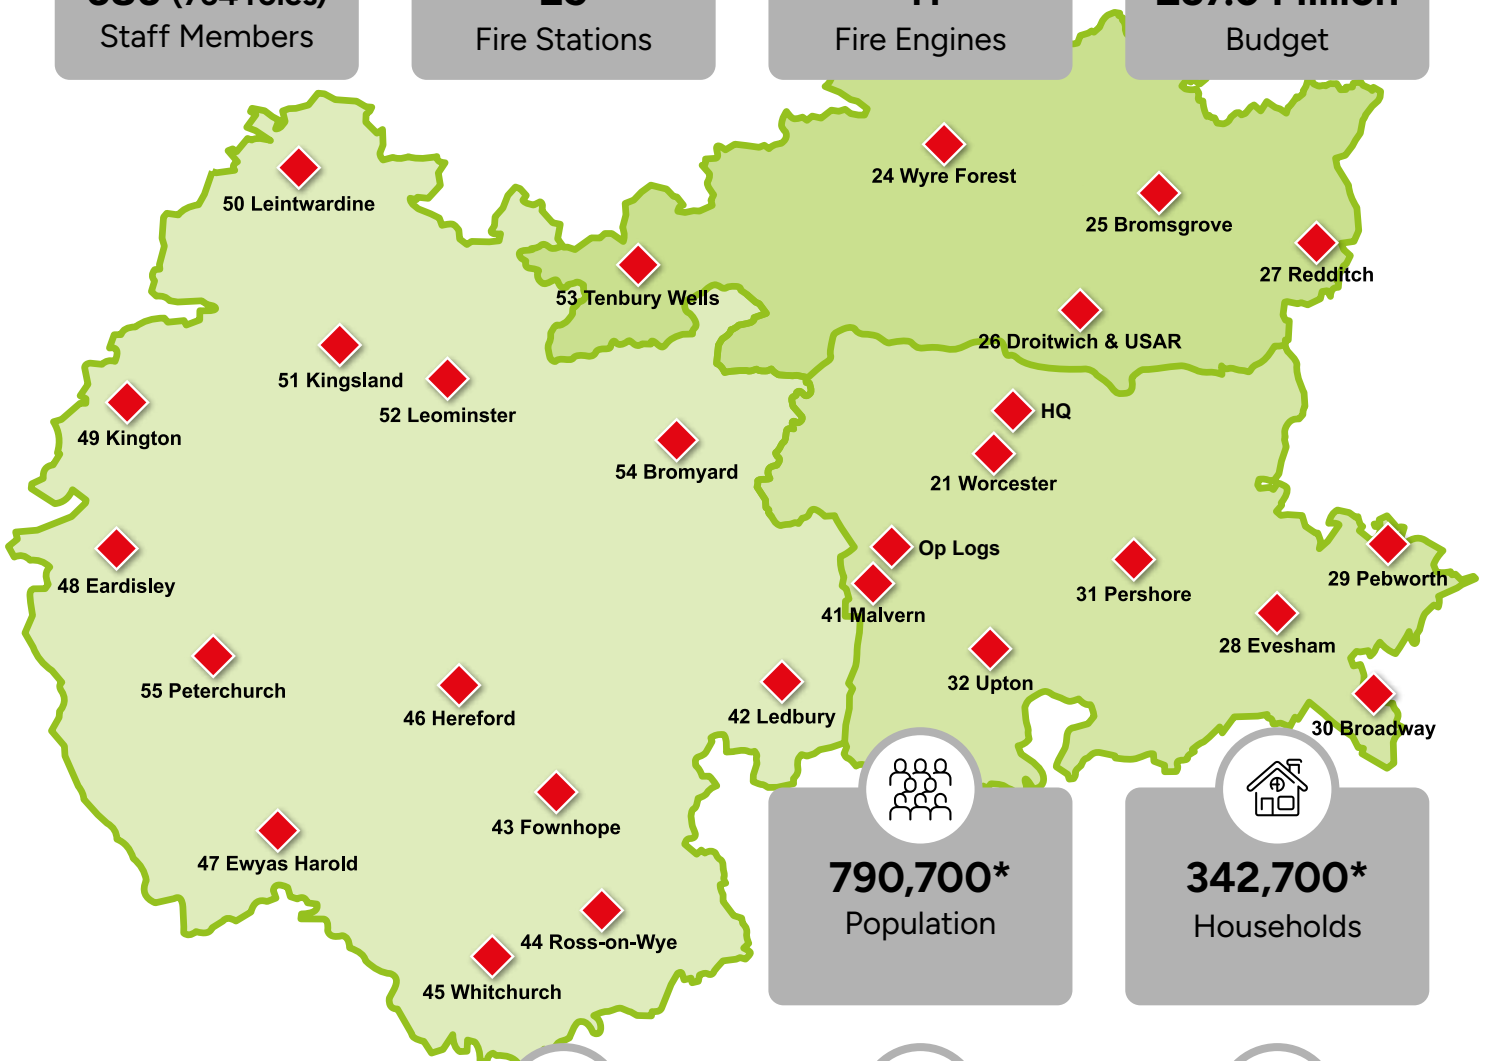 Staff Members
Fire Stations
Fire Engines
Budget
24 Wyre Forest
50 Leintwardine
25 Bromsgrove
27 Redditch
53 Tenbury Wells
26 Droitwich & USAR
51 Kingsland
52 Leominster
HQ
49 Kington
54 Bromyard
21 Worcester
Op Logs
48 Eardisley
29 Pebworth
31 Pershore
41 Malvern
28 Evesham
55 Peterchurch
32 Upton
46 Hereford
42 Ledbury
30 Broadway
43 Fownhope
47 Ewyas Harold
790,700*
Population
342,700*
Households
44 Ross-on-Wye
45 Whitchurch